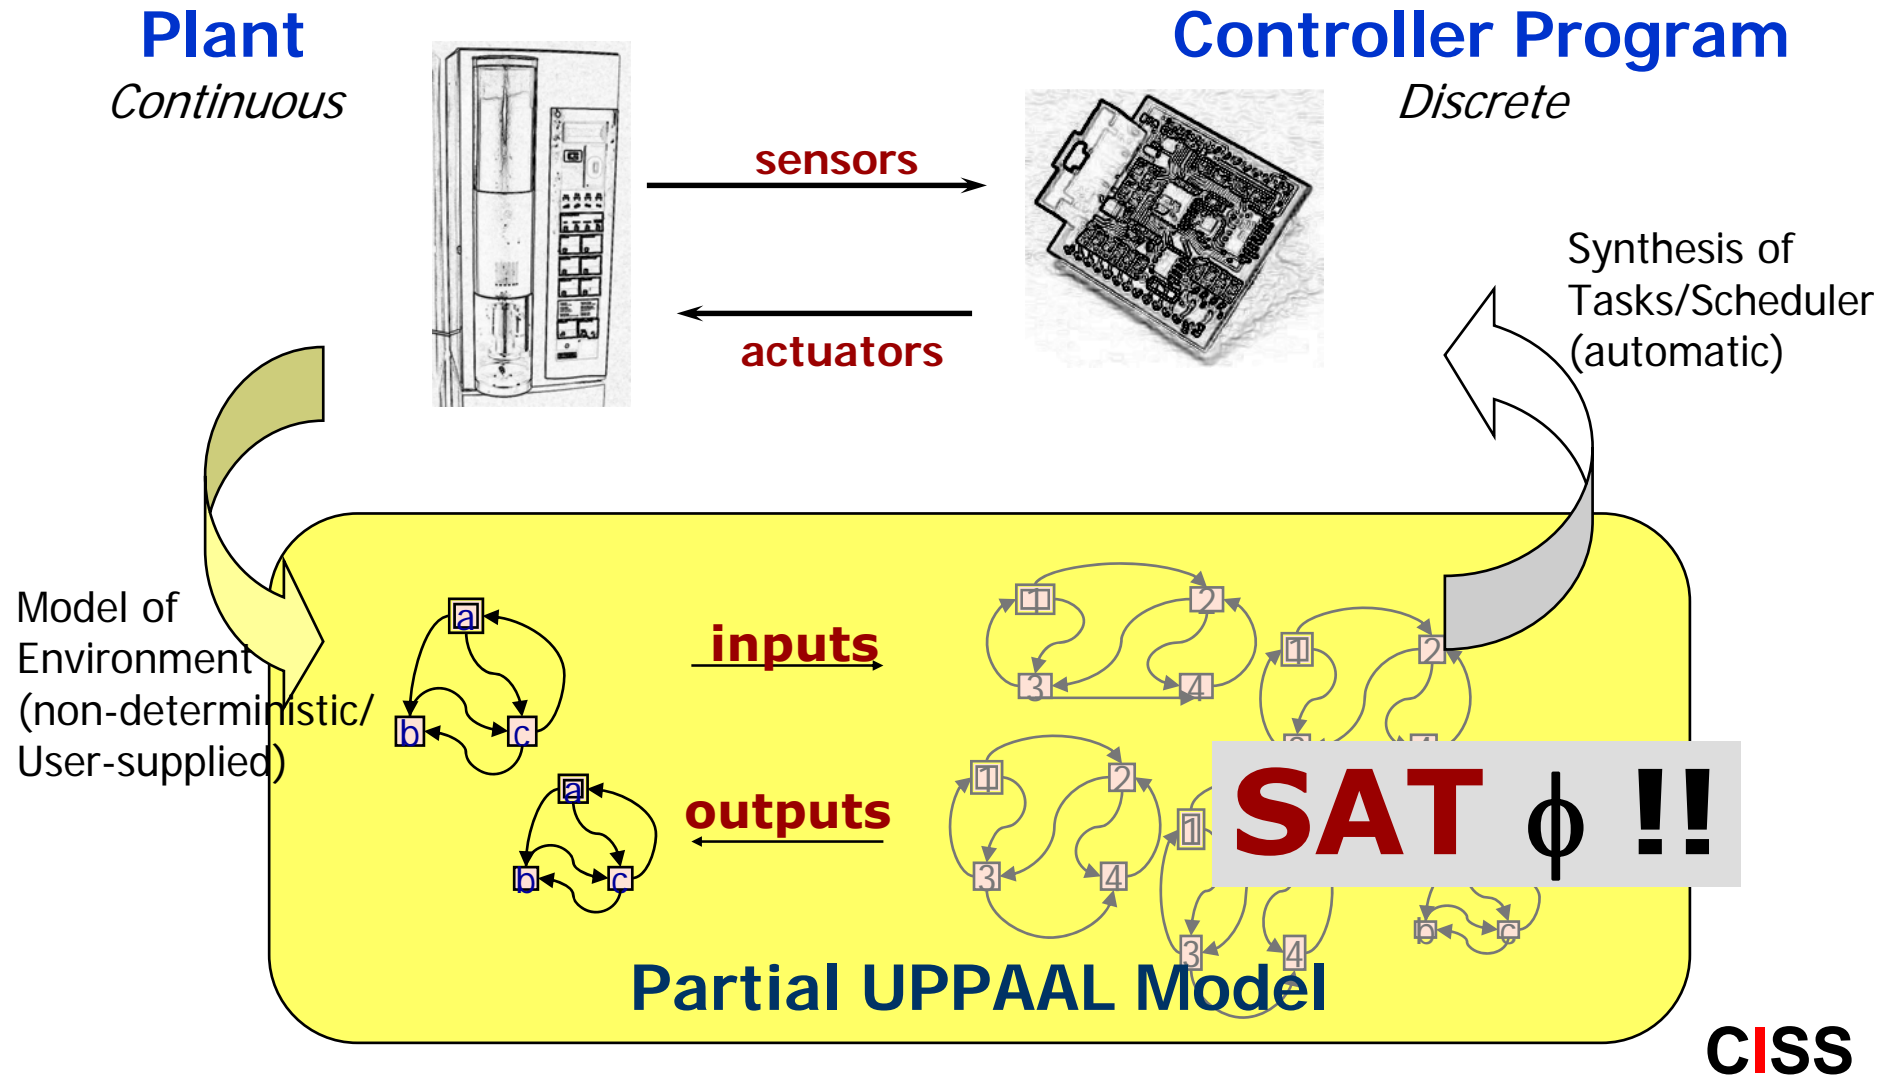 Plant
Continuous
Controller Program
Discrete
sensors
actuators
Synthesis of
Tasks/Scheduler
(automatic)
Model of
Environment
(non-deterministic/
User-supplied)
a
b
c
a
b
c
inputs
outputs
1
2
3
4
1
2
1
2
3
4
1
3
4
b
c
SAT ϕ !!
Partial UPPAAL Model
CISS